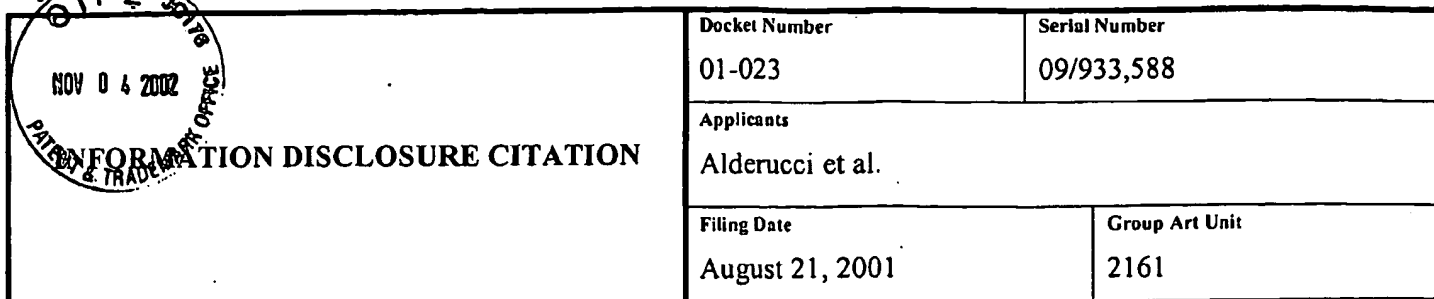 Docket Number
Serial Number
01-023
09/933,588
NOV 0 4 2002
PATENT & TRADEMARK OFFICE
Applicants
INFORMATION DISCLOSURE CITATION
Alderucci et al.
Filing Date
Group Art Unit
August 21, 2001
2161